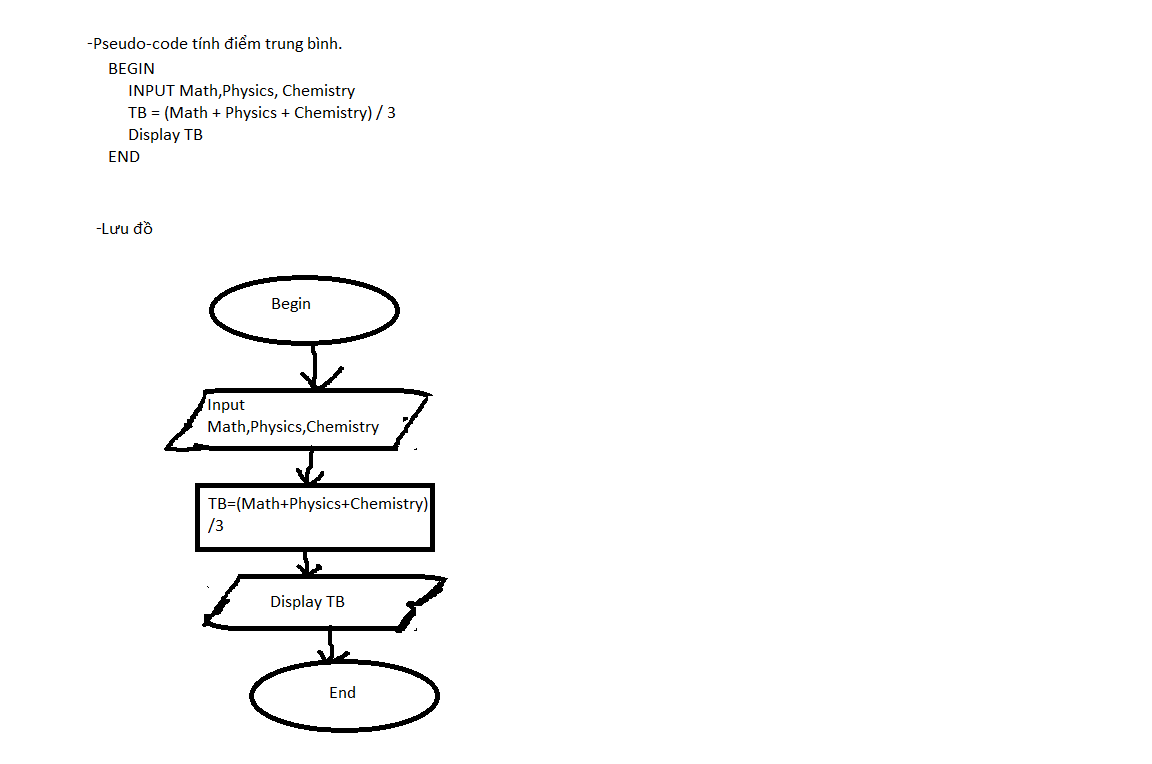 -Pseudo-code tính điểm trung bình.
BEGIN
INPUT Math,Physics, Chemistry
TB = (Math + Physics + Chemistry) / 3
Display TB
END
-Lưu đồ
Begin
Input
Math,Physics,Chemistry
TB=(Math+Physics+Chemistry)
/3
Display TB
End